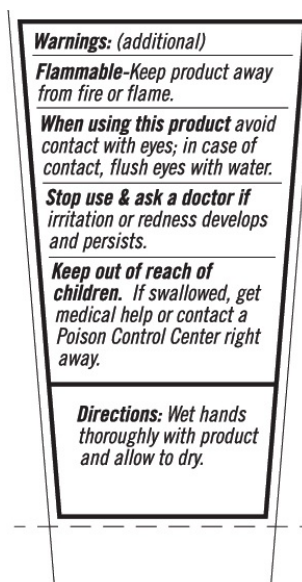 Warnings: (additional)
Flammable-Keep product away
from fire or flame.
When using this product avoid
contact with eyes; in case of
contact, flush eyes with water.
Stop use & ask a doctor if
irritation or redness develops
and persists.
Keep out of reach of
children. If swallowed, get
medical help or contact a
Poison Control Center right
away.
Directions: Wet hands
thoroughly with product
and allow to dry.